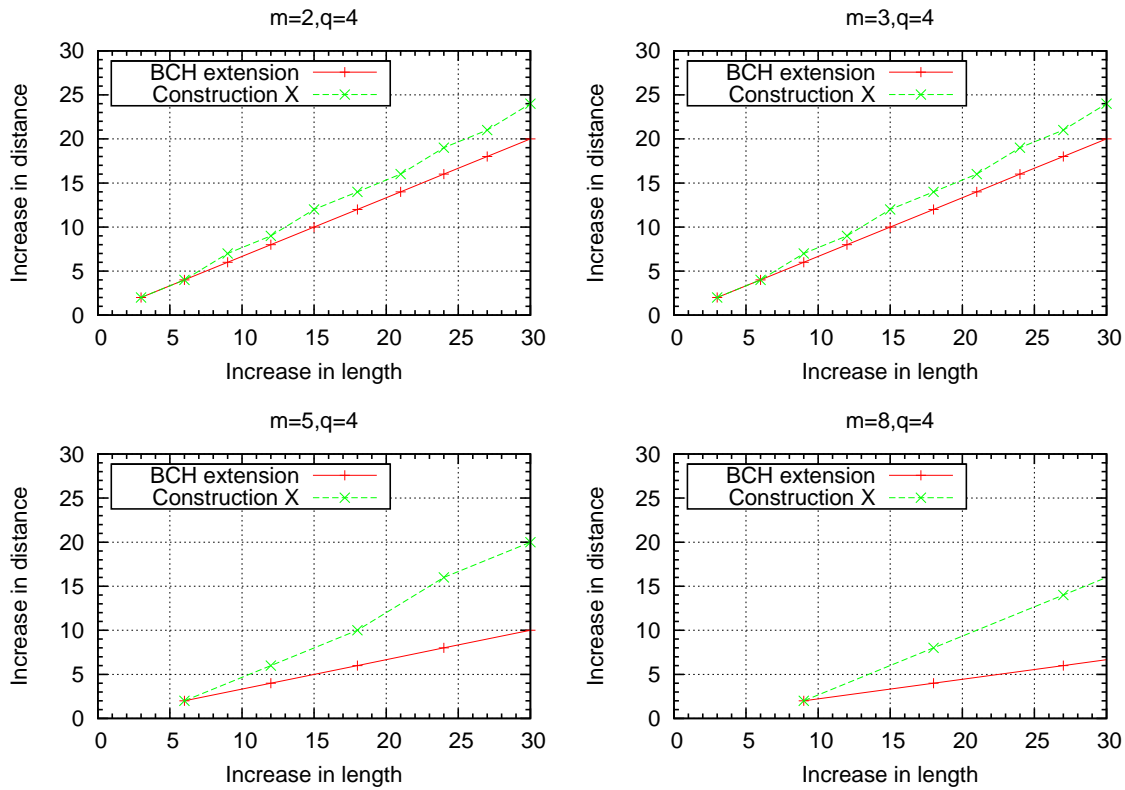 m=2,q=4
30
25
20
15
10
5
0
Increase in distance
BCH extension
Construction X
0 5 10 15 20 25 30
Increase in length
m=3,q=4
30
25
20
15
10
5
0
Increase in distance
BCH extension
Construction X
0 5 10 15 20 25 30
Increase in length
m=5,q=4
30
25
20
15
10
5
0
Increase in distance
BCH extension
Construction X
0 5 10 15 20 25 30
Increase in length
m=8,q=4
30
25
20
15
10
5
0
Increase in distance
BCH extension
Construction X
0 5 10 15 20 25 30
Increase in length